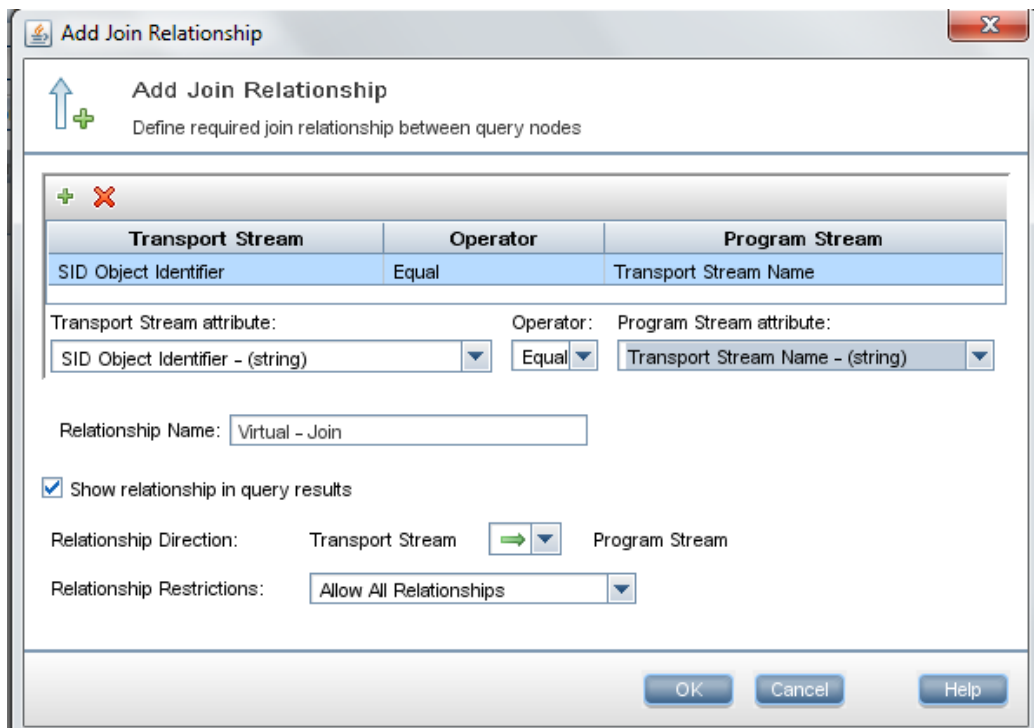 Add Join Relationship
Add Join Relationship
Define required join relationship between query nodes
Transport Stream Operator Program Stream
SID Object Identifier Equal Transport Stream Name
Transport Stream attribute: Operator: Program Stream attribute:
SID Object Identifier - (string) Equal Transport Stream Name - (string)
Relationship Name: Virtual - Join
Show relationship in query results
Relationship Direction: Transport Stream Program Stream
Relationship Restrictions: Allow All Relationships
OK Cancel Help